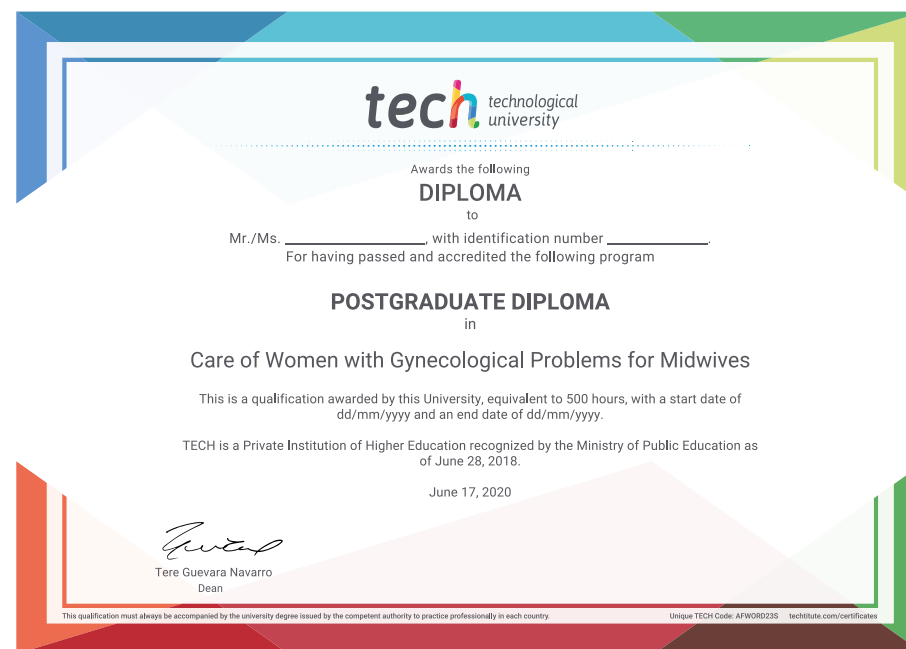 tech technological
university
Awards the following
DIPLOMA
to
Mr./Ms. ____________________, with identification number ______________.
For having passed and accredited the following program
POSTGRADUATE DIPLOMA
in
Care of Women with Gynecological Problems for Midwives
This is a qualification awarded by this University, equivalent to 500 hours, with a start date of
dd/mm/yyyy and an end date of dd/mm/yyyy.
TECH is a Private Institution of Higher Education recognized by the Ministry of Public Education as
of June 28, 2018.
June 17, 2020
Tere Guevara Navarro
Dean
This qualification must always be accompanied by the university degree issued by the competent authority to practice professionally in each country. Unique TECH Code: AFWORD23S techtitute.com/certificates